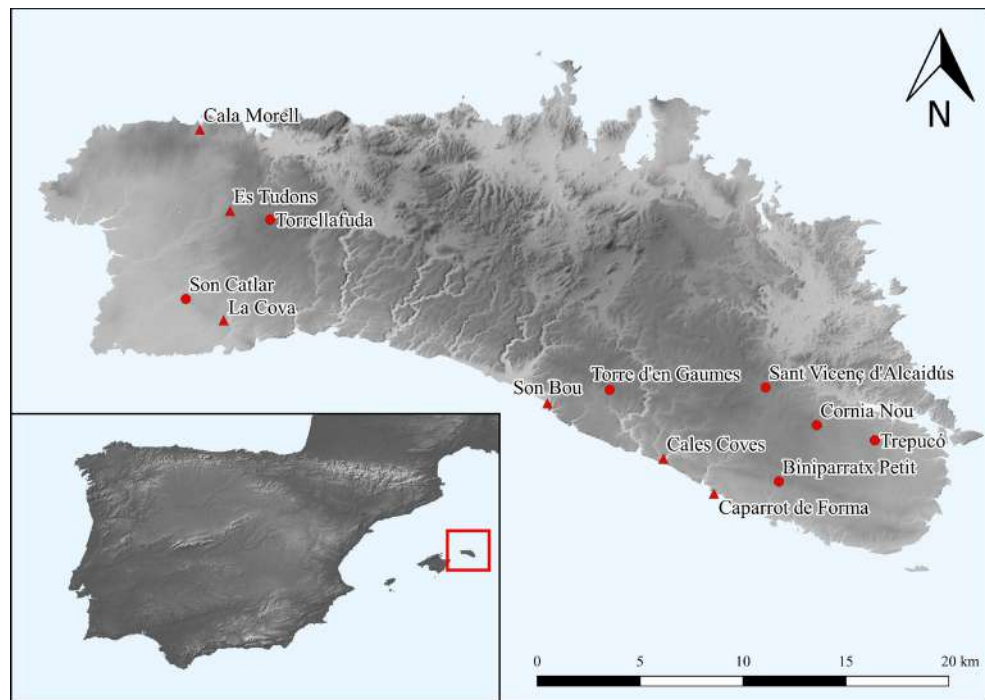 N
Cala Morell
Es Tudons
Torrellafuda
Son Catlar
La Cova
Son Bou
Torre d'en Gaumes
Sant Vicenç d'Alcaidús
Cornia Nou
Trepucó
Cales Coves
Biniparratx Petit
Caparrot de Forma
0 5 10 15 20 km